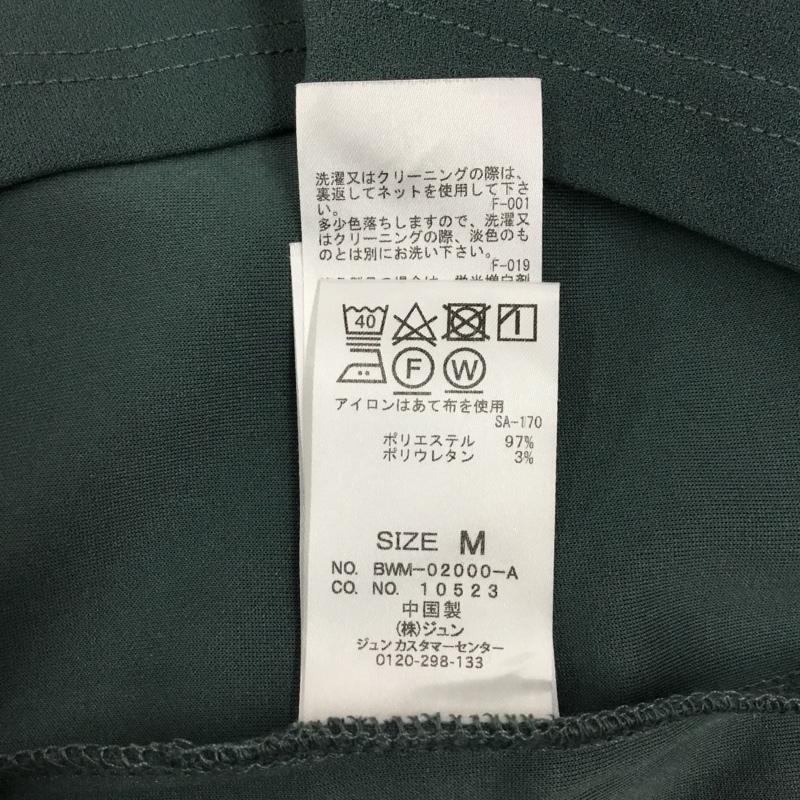 洗濯又はクリーニングの際は、
裏返してネットを使用して下さ
い。
F-001
多少色落ちしますので、洗濯又
はクリーニングの際、淡色のも
のとは別にお洗い下さい。
F-019
40
F W
アイロンはあて布を使用
SA-170
ポリエステル 97%
ポリウレタン 3%
SIZE M
NO. BWM-02000-A
CO. NO. 10523
中国製
(株)ジュン
ジュンカスタマーセンター
0120-298-133